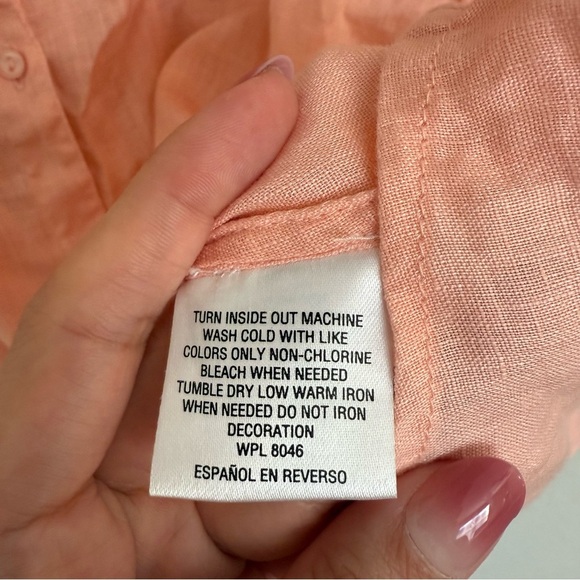 TURN INSIDE OUT MACHINE
WASH COLD WITH LIKE
COLORS ONLY NON-CHLORINE
BLEACH WHEN NEEDED
TUMBLE DRY LOW WARM IRON
WHEN NEEDED DO NOT IRON
DECORATION
WPL 8046
ESPAÑOL EN REVERSO